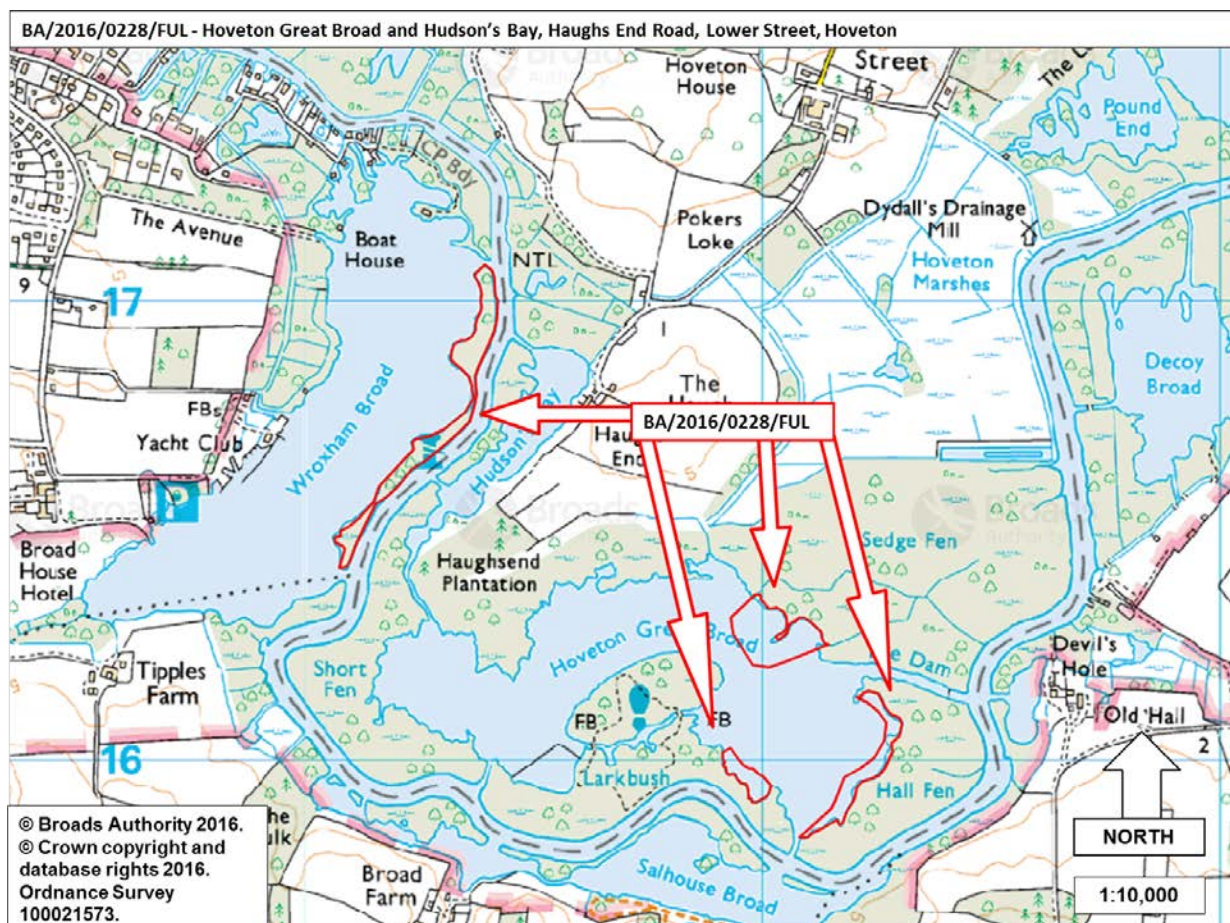 BA/2016/0228/FUL - Hoveton Great Broad and Hudson's Bay, Haughs End Road, Lower Street, Hoveton
Hoveton
House
Street
Pound
End
CP Bdy
The Avenue
Boat
House
NTL
Pokers
Loke
Dydall's Drainage
Mill
Hoveton
Marshes
9
17
Decoy
Broad
FBs
Yacht Club
Wroxham Broad
Hudson's Bay
1
The
BA/2016/0228/FUL
End
P
Broad
House
Hotel
Haughsend
Plantation
Sedge Fen
Hoveton Great Broad
Dam
Devil's
Hole
Short
Fen
Tipples
Farm
FB
FB
Old Hall
2
16
Larkbush
Hall Fen
© Broads Authority 2016.
© Crown copyright and
database rights 2016.
Ordnance Survey
100021573.
Broad
Farm
Salhouse Broad
NORTH
1:10,000